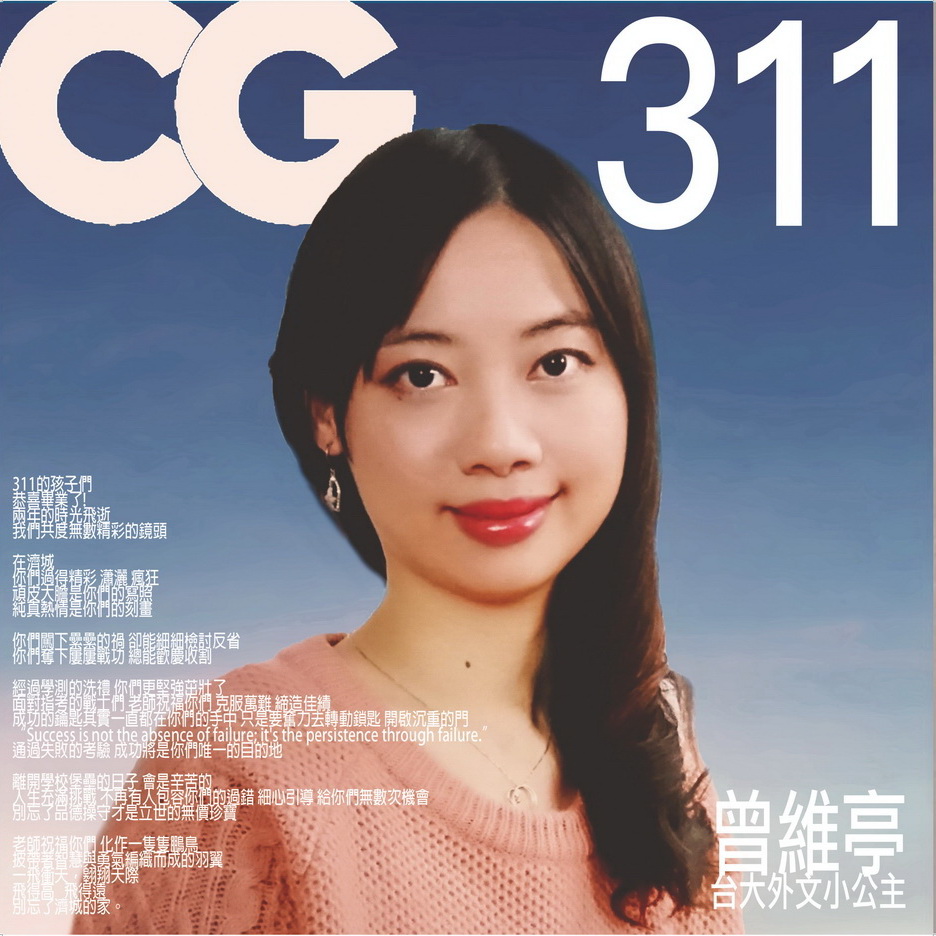 CG
311
311的孩子們
恭喜畢業了!
兩年的時光飛逝
我們共度無數精彩的鏡頭
在濟城
你們過得精彩 瀟灑 瘋狂
頑皮大膽是你們的寫照
純真熱情是你們的刻畫
你們闖下纍纍的禍 卻能細細檢討反省
你們奪下屢屢戰功 總能歡慶收割
經過學測的洗禮 你們更堅強茁壯了
面對指考的戰士們 老師祝福你們 克服萬難 締造佳績
成功的鑰匙其實一直都在你們的手中 只是要奮力去轉動鎖匙 開啟沉重的門
"Success is not the absence of failure; it's the persistence through failure."
通過失敗的考驗 成功將是你們唯一的目的地
離開學校堡壘的日子 會是辛苦的
人生充滿挑戰 不再有人包容你們的過錯 細心引導 給你們無數次機會
別忘了品德操守才是立世的無價珍寶
老師祝福你們 化作一隻隻鵬鳥
披帶著智慧與勇氣編織而成的羽翼
一飛衝天,翱翔天際
飛得高 飛得遠
別忘了濟城的家。
曾維亭
台大外文小公主